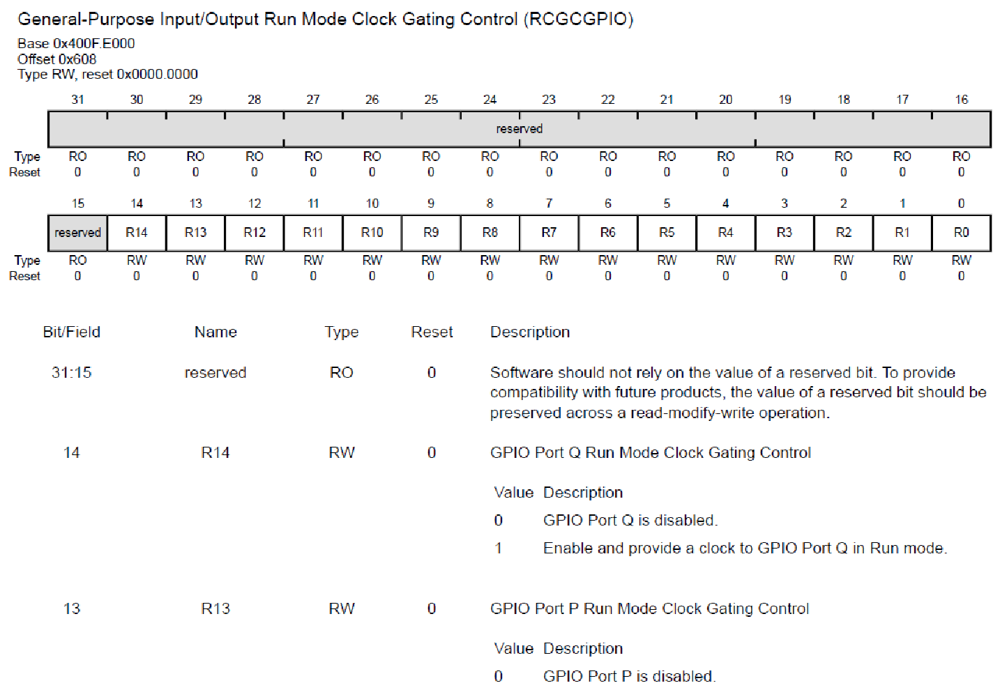 General-Purpose Input/Output Run Mode Clock Gating Control (RCGCGPIO)
Base 0x400F.E000
Offset 0x608
Type RW, reset 0x0000.0000
31 30 29 28 27 26 25 24 23 22 21 20 19 18 17 16
reserved
Type RO RO RO RO RO RO RO RO RO RO RO RO RO RO RO RO
Reset 0 0 0 0 0 0 0 0 0 0 0 0 0 0 0 0
15 14 13 12 11 10 9 8 7 6 5 4 3 2 1 0
reserved R14 R13 R12 R11 R10 R9 R8 R7 R6 R5 R4 R3 R2 R1 R0
Type RO RW RW RW RW RW RW RW RW RW RW RW RW RW RW RW
Reset 0 0 0 0 0 0 0 0 0 0 0 0 0 0 0 0
Bit/Field Name Type Reset Description
31:15 reserved RO 0 Software should not rely on the value of a reserved bit. To provide
compatibility with future products, the value of a reserved bit should be
preserved across a read-modify-write operation.
14 R14 RW 0 GPIO Port Q Run Mode Clock Gating Control
Value Description
0 GPIO Port Q is disabled.
1 Enable and provide a clock to GPIO Port Q in Run mode.
13 R13 RW 0 GPIO Port P Run Mode Clock Gating Control
Value Description
0 GPIO Port P is disabled.